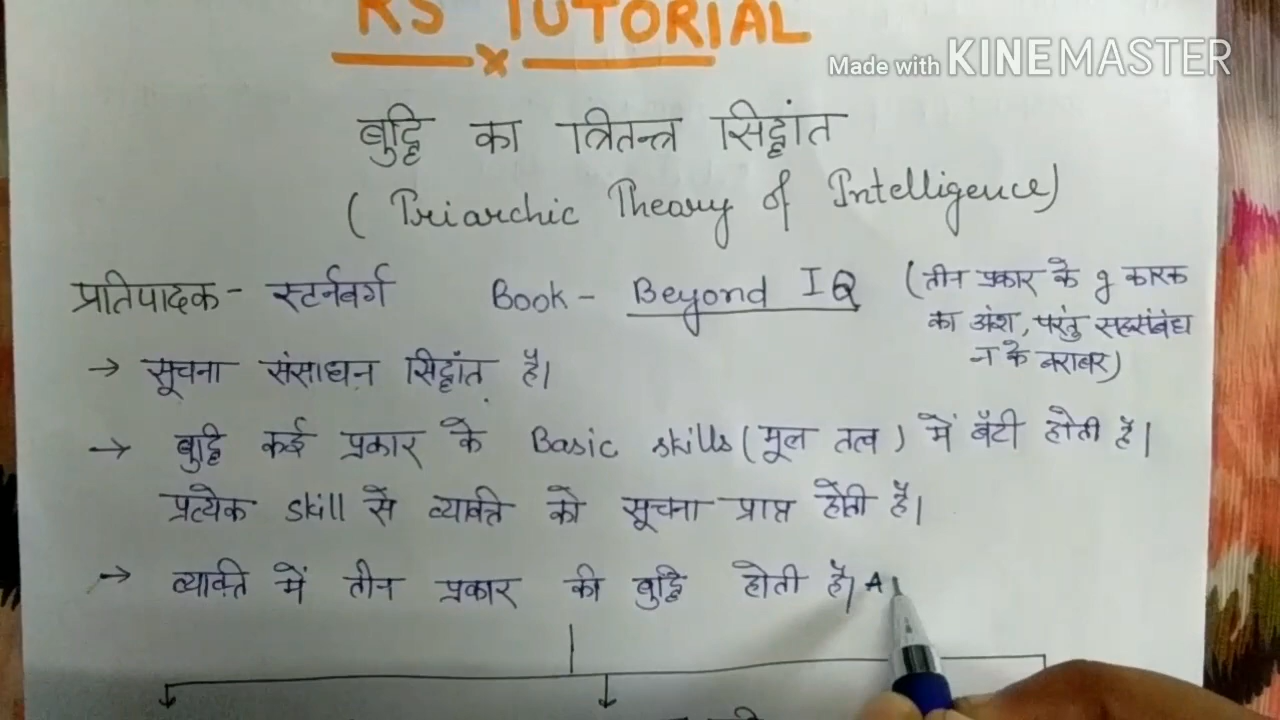 RS TUTORIAL
x
Made with KINEMASTER
बुद्धि का त्रितन्त्र सिद्धांत
( Triarchic Theory of Intelligence)
प्रतिपादक - स्टर्नबर्ग Book - Beyond IQ (तीन प्रकार के g कारक
का अंश, परंतु सहसंबंध
न के बराबर)
→ सूचना संसाधन सिद्धांत है।
→ बुद्धि कई प्रकार के Basic skills (मूल तत्व) में बँटी होती है।
प्रत्येक skill से व्यक्ति को सूचना प्राप्त होती है।
→ व्यक्ति में तीन प्रकार की बुद्धि होती है। A